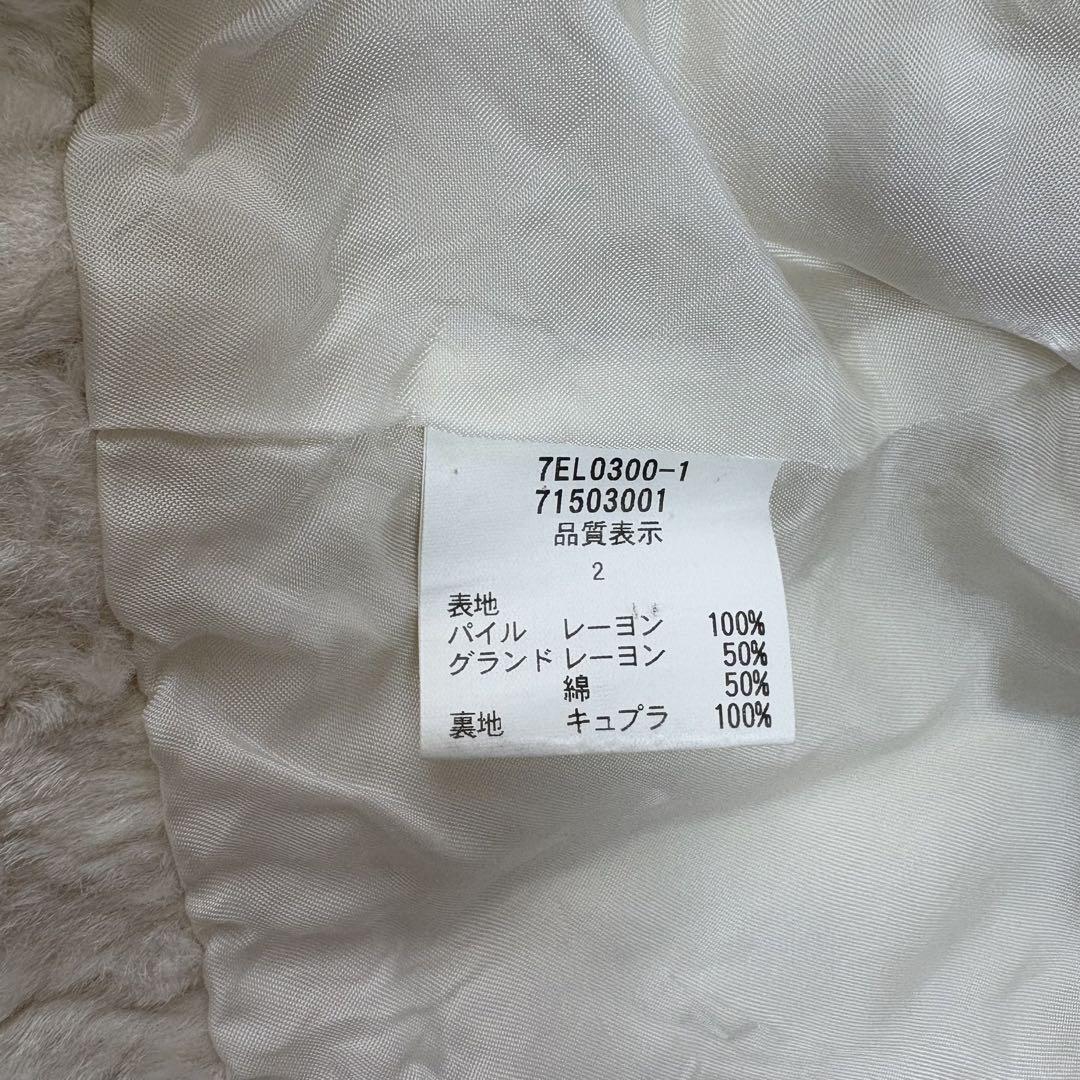 7EL0300-1
71503001
品質表示
2
表地
パイル レーヨン 100%
グランド レーヨン 50%
綿 50%
裏地 キュプラ 100%